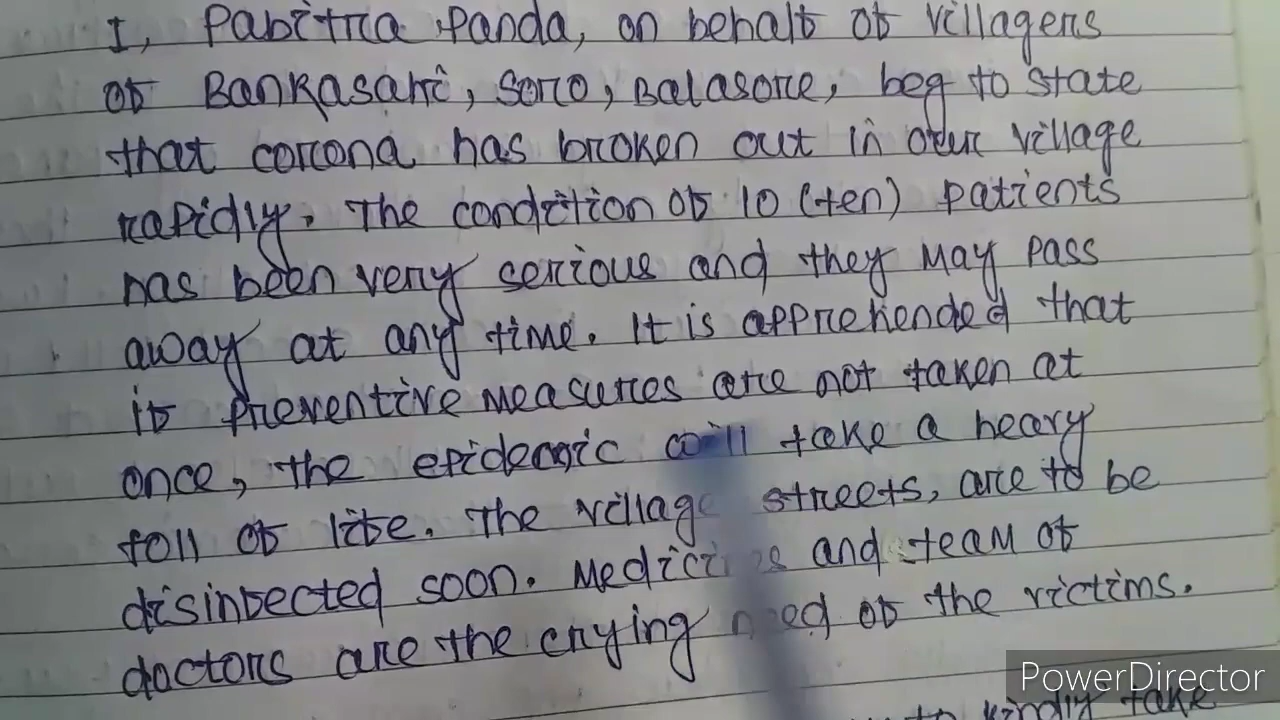 I, Pabitra Panda, on behalf of villagers
of Bankasahi, Soro, Balasore, beg to state
that corona has broken out in our village
rapidly. The condition of 10 (ten) patients
has been very serious and they may pass
away at any time. It is apprehended that
if preventive measures are not taken at
once, the epidemic will take a heavy
toll of life. The village streets, are to be
disinfected soon. Medicines and team of
doctors are the crying need of the victims.
PowerDirector
to kindly take